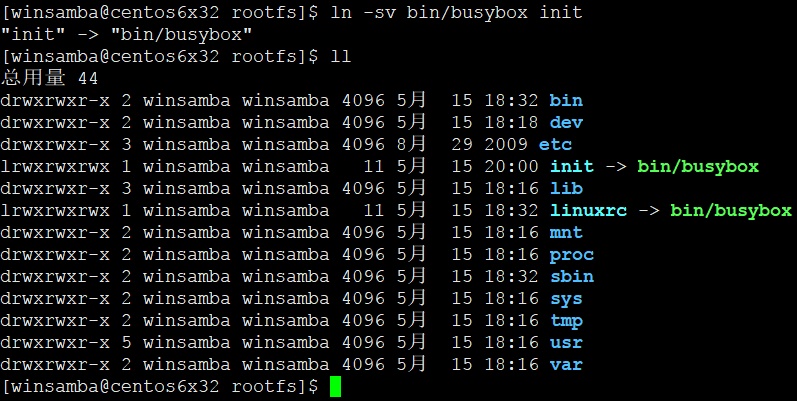 [winsamba@centos6x32 rootfs]$ ln -sv bin/busybox init
"init" -> "bin/busybox"
[winsamba@centos6x32 rootfs]$ ll
总用量 44
drwxrwxr-x 2 winsamba winsamba 4096 5月  15 18:32 bin
drwxrwxr-x 2 winsamba winsamba 4096 5月  15 18:18 dev
drwxrwxr-x 3 winsamba winsamba 4096 8月  29 2009 etc
lrwxrwxrwx 1 winsamba winsamba   11 5月  15 20:00 init -> bin/busybox
drwxrwxr-x 3 winsamba winsamba 4096 5月  15 18:16 lib
lrwxrwxrwx 1 winsamba winsamba   11 5月  15 18:32 linuxrc -> bin/busybox
drwxrwxr-x 2 winsamba winsamba 4096 5月  15 18:16 mnt
drwxrwxr-x 2 winsamba winsamba 4096 5月  15 18:16 proc
drwxrwxr-x 2 winsamba winsamba 4096 5月  15 18:32 sbin
drwxrwxr-x 2 winsamba winsamba 4096 5月  15 18:16 sys
drwxrwxr-x 2 winsamba winsamba 4096 5月  15 18:16 tmp
drwxrwxr-x 5 winsamba winsamba 4096 5月  15 18:16 usr
drwxrwxr-x 2 winsamba winsamba 4096 5月  15 18:16 var
[winsamba@centos6x32 rootfs]$